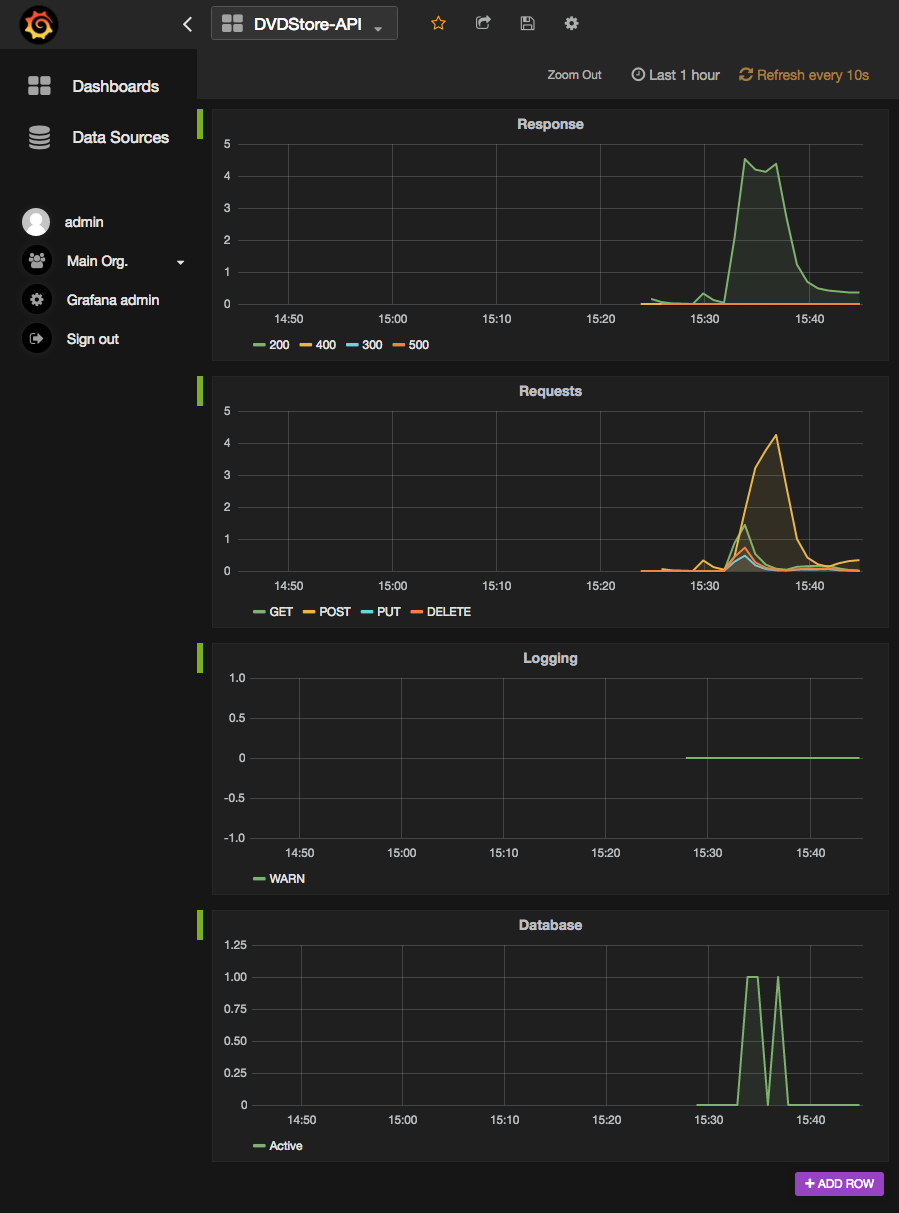 DVDStore-API
Zoom Out Last 1 hour Refresh every 10s
Dashboards
Data Sources
admin
Main Org.
Grafana admin
Sign out
Response
5
4
3
2
1
0
14:50 15:00 15:10 15:20 15:30 15:40
200 400 300 500
Requests
5
4
3
2
1
0
14:50 15:00 15:10 15:20 15:30 15:40
GET POST PUT DELETE
Logging
1.0
0.5
0
-0.5
-1.0
14:50 15:00 15:10 15:20 15:30 15:40
WARN
Database
1.25
1.00
0.75
0.50
0.25
0
14:50 15:00 15:10 15:20 15:30 15:40
Active
+ ADD ROW